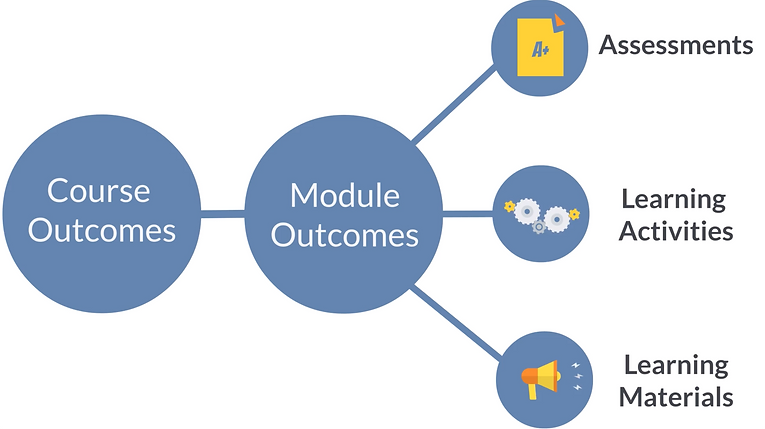 Course
Outcomes
Module
Outcomes
A+
Assessments
Learning
Activities
Learning
Materials